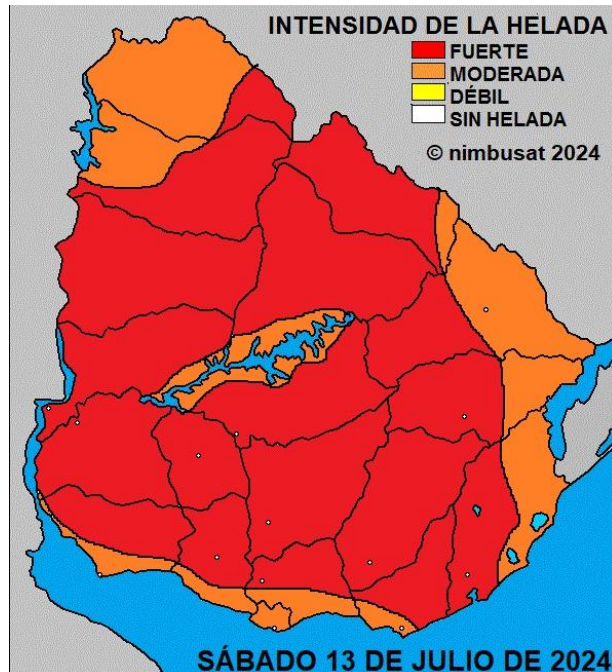 INTENSIDAD DE LA HELADA
FUERTE
MODERADA
DÉBIL
SIN HELADA
© nimbusat 2024
SÁBADO 13 DE JULIO DE 2024